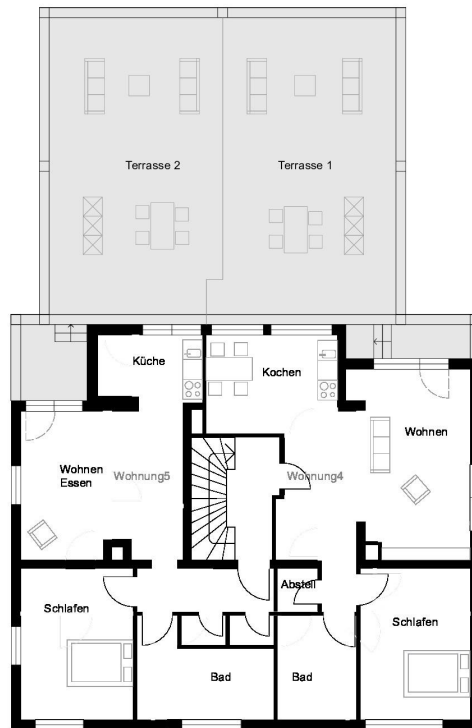 Terrasse 2
Terrasse 1
Küche
Kochen
Wohnen
Wohnen
Essen
Wohnung5
Wohnung4
Abstell
Schlafen
Schlafen
Bad
Bad